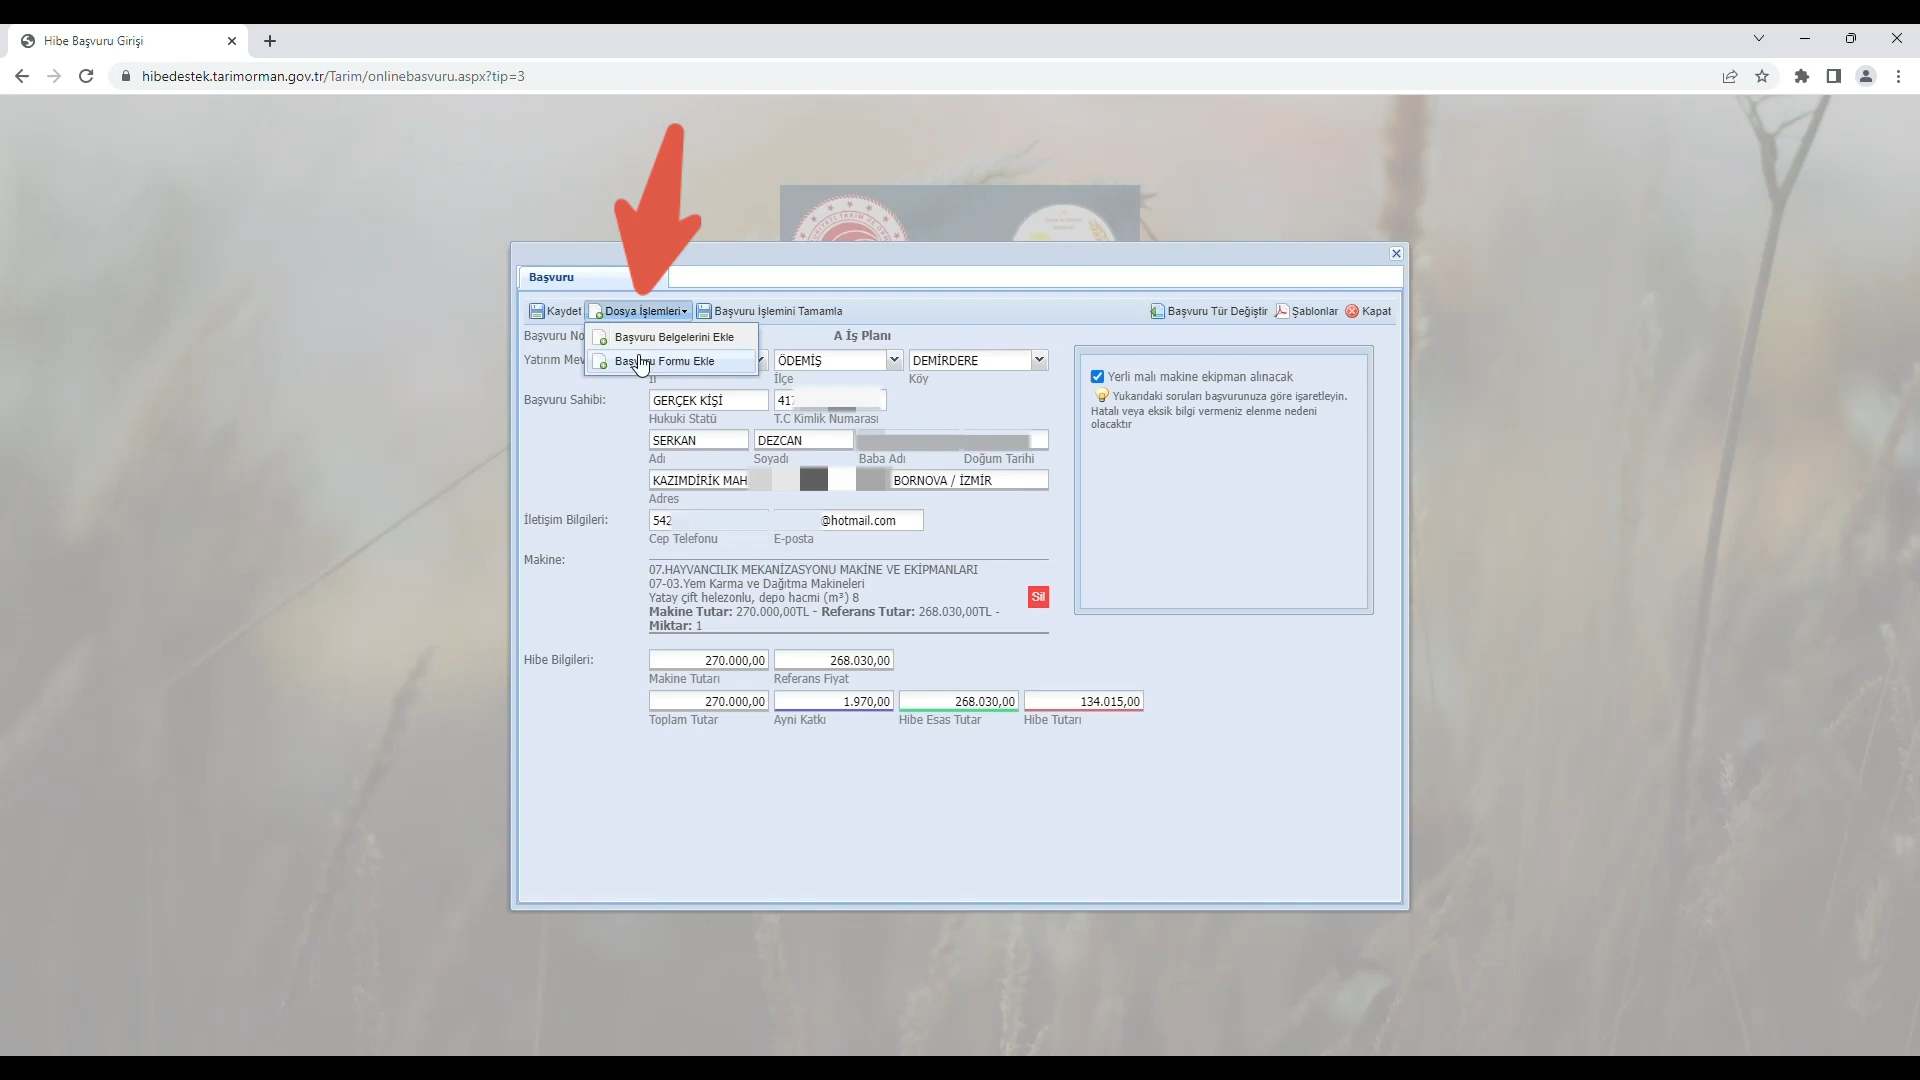 Hibe Başvuru Girişi
hibedestek.tarimorman.gov.tr/Tarim/onlinebasvuru.aspx?tip=3
Başvuru
Kaydet Dosya İşlemleri Başvuru İşlemini Tamamla Başvuru Tür Değiştir Şablonlar Kapat
Başvuru Belgelerini Ekle
Başvuru Formu Ekle
Başvuru No
A İş Planı
Yatırım Mev
ÖDEMİŞ DEMİRDERE
İl İlçe Köy
Başvuru Sahibi:
GERÇEK KİŞİ 417
Hukuki Statü T.C Kimlik Numarası
SERKAN DEZCAN
Adı Soyadı Baba Adı Doğum Tarihi
KAZIMDİRİK MAH. BORNOVA / İZMİR
Adres
İletişim Bilgileri:
542 @hotmail.com
Cep Telefonu E-posta
Makine:
07.HAYVANCILIK MEKANİZASYONU MAKİNE VE EKİPMANLARI
07-03.Yem Karma ve Dağıtma Makineleri
Yatay çift helezonlu, depo hacmi (m³) 8
Makine Tutar: 270.000,00TL - Referans Tutar: 268.030,00TL -
Miktar: 1
Sil
Hibe Bilgileri:
270.000,00 268.030,00
Makine Tutarı Referans Fiyat
270.000,00 1.970,00 268.030,00 134.015,00
Toplam Tutar Ayni Katkı Hibe Esas Tutar Hibe Tutarı
Yerli malı makine ekipman alınacak
Yukarıdaki soruları başvurunuza göre işaretleyin.
Hatalı veya eksik bilgi vermeniz elenme nedeni
olacaktır